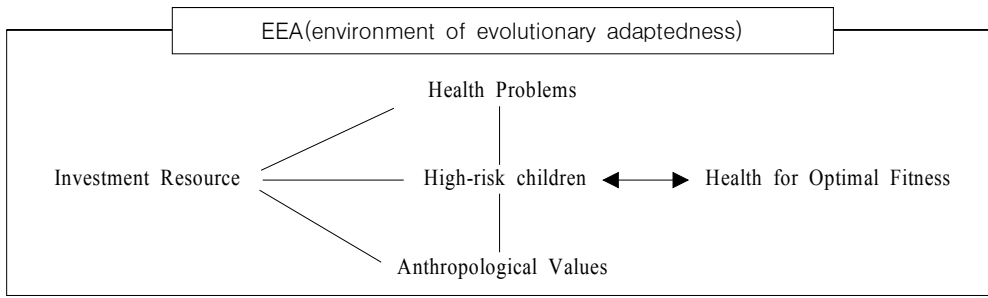 EEA(environment of evolutionary adaptedness)
Health Problems
Investment Resource
High-risk children
Health for Optimal Fitness
Anthropological Values